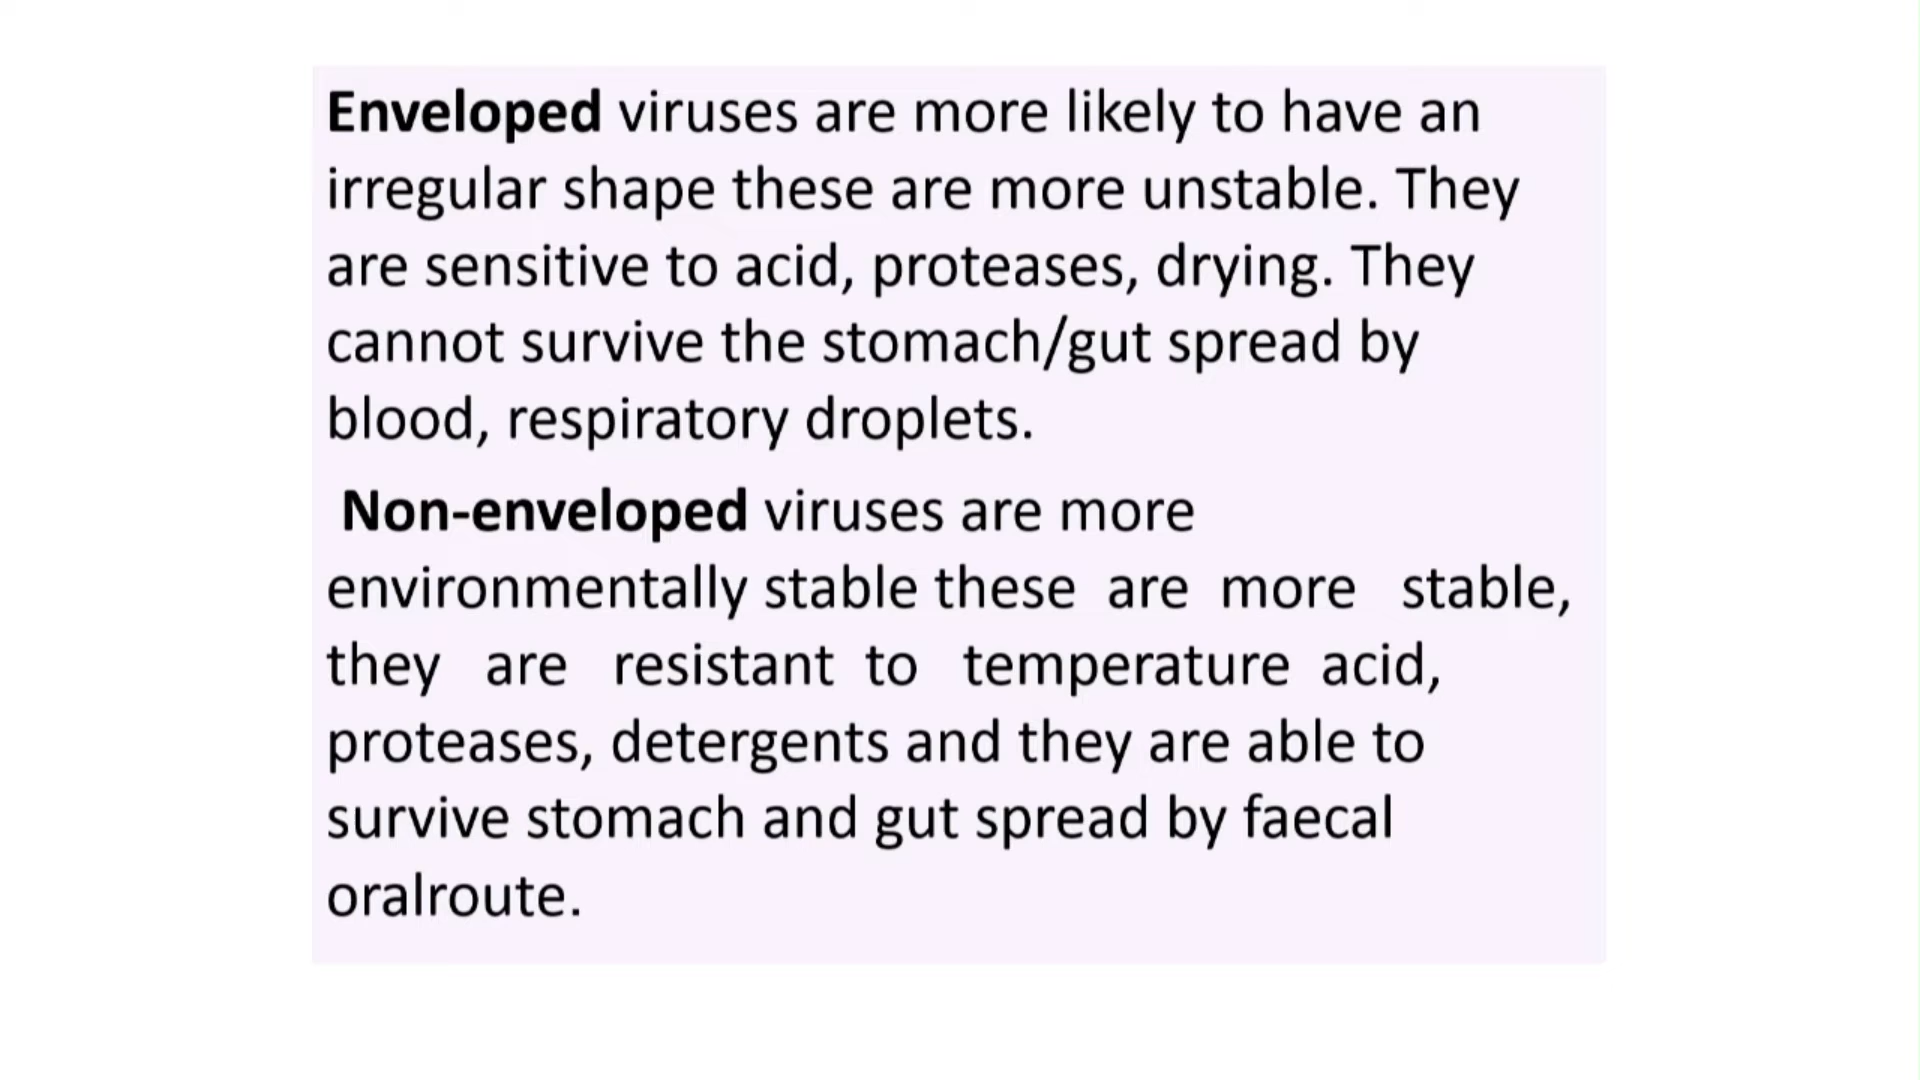 Enveloped viruses are more likely to have an
irregular shape these are more unstable. They
are sensitive to acid, proteases, drying. They
cannot survive the stomach/gut spread by
blood, respiratory droplets.
Non-enveloped viruses are more
environmentally stable these are more stable,
they are resistant to temperature acid,
proteases, detergents and they are able to
survive stomach and gut spread by faecal
oralroute.